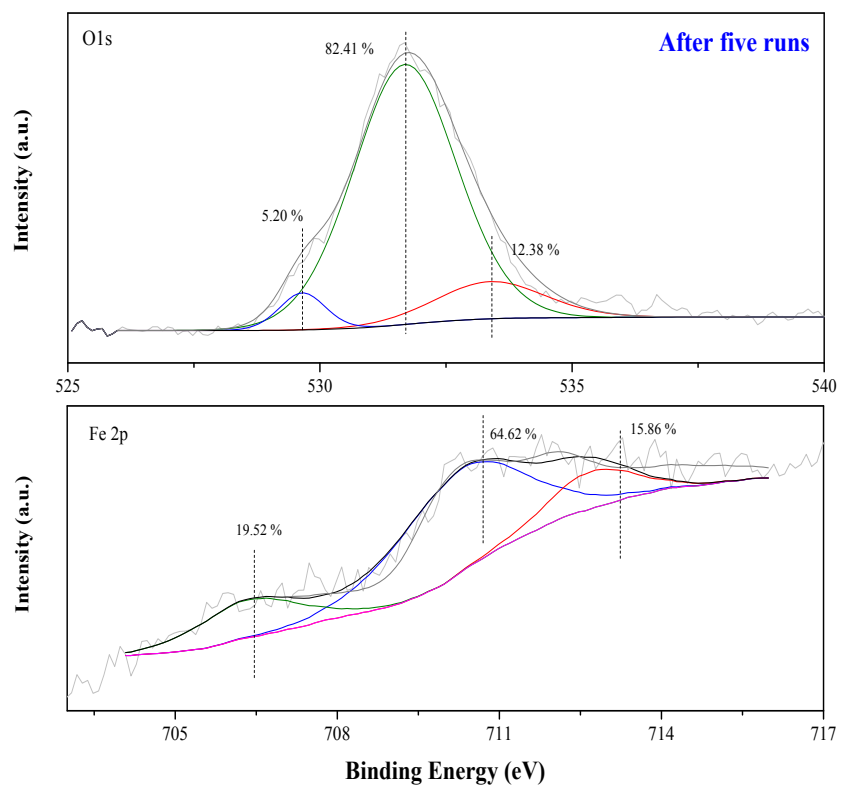 O1s
82.41 %
After five runs
5.20 %
12.38 %
Intensity (a.u.)
525
530
535
540
Fe 2p
64.62 %
15.86 %
19.52 %
Intensity (a.u.)
705
708
711
714
717
Binding Energy (eV)